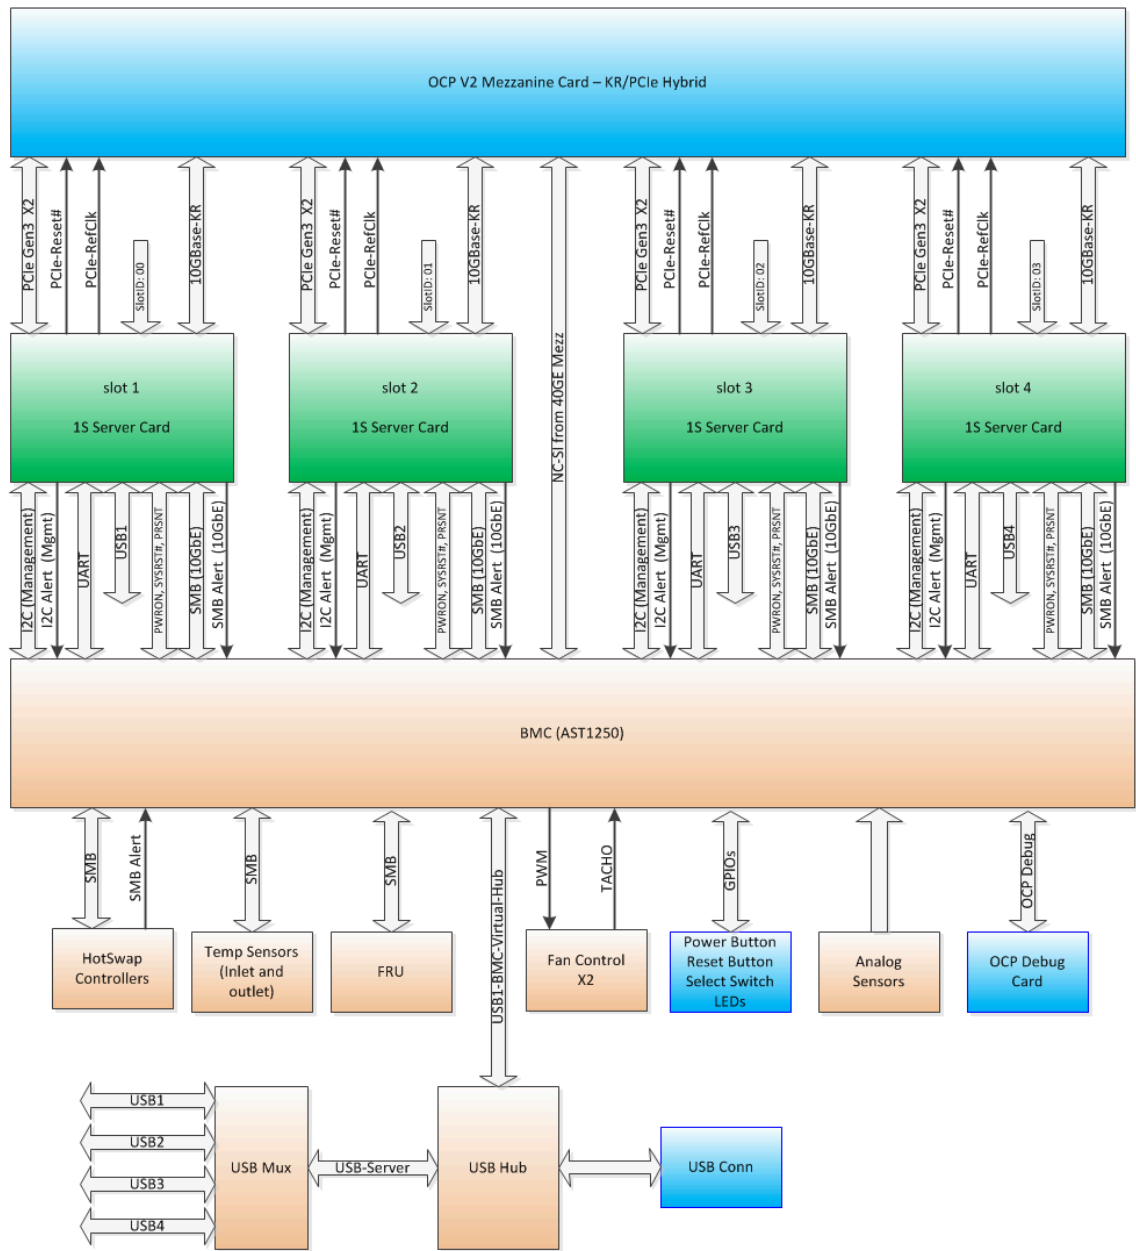 OCP V2 Mezzanine Card – KR/PCIe Hybrid
PCIe Gen3 X2
PCIe-Reset#
PCIe-RefClk
SlotID: 00
10GBase-KR
PCIe Gen3 X2
PCIe-Reset#
PCIe-RefClk
SlotID: 01
10GBase-KR
NC-SI from 40GE Mezz
PCIe Gen3 X2
PCIe-Reset#
PCIe-RefClk
SlotID: 02
10GBase-KR
PCIe Gen3 X2
PCIe-Reset#
PCIe-RefClk
SlotID: 03
10GBase-KR
slot 1
1S Server Card
slot 2
1S Server Card
slot 3
1S Server Card
slot 4
1S Server Card
I2C (Management)
I2C Alert (Mgmt)
UART
USB1
PWRON, SYSRST#, PRSNT
SMB (10GbE)
SMB Alert (10GbE)
I2C (Management)
I2C Alert (Mgmt)
UART
USB2
PWRON, SYSRST#, PRSNT
SMB (10GbE)
SMB Alert (10GbE)
I2C (Management)
I2C Alert (Mgmt)
UART
USB3
PWRON, SYSRST#, PRSNT
SMB (10GbE)
SMB Alert (10GbE)
I2C (Management)
I2C Alert (Mgmt)
UART
USB4
PWRON, SYSRST#, PRSNT
SMB (10GbE)
SMB Alert (10GbE)
BMC (AST1250)
SMB
SMB Alert
SMB
SMB
USB1-BMC-Virtual-Hub
PWM
TACHO
GPIOs
OCP Debug
HotSwap
Controllers
Temp Sensors
(Inlet and
outlet)
FRU
Fan Control
X2
Power Button
Reset Button
Select Switch
LEDs
Analog
Sensors
OCP Debug
Card
USB1
USB2
USB3
USB4
USB Mux
USB-Server
USB Hub
USB Conn